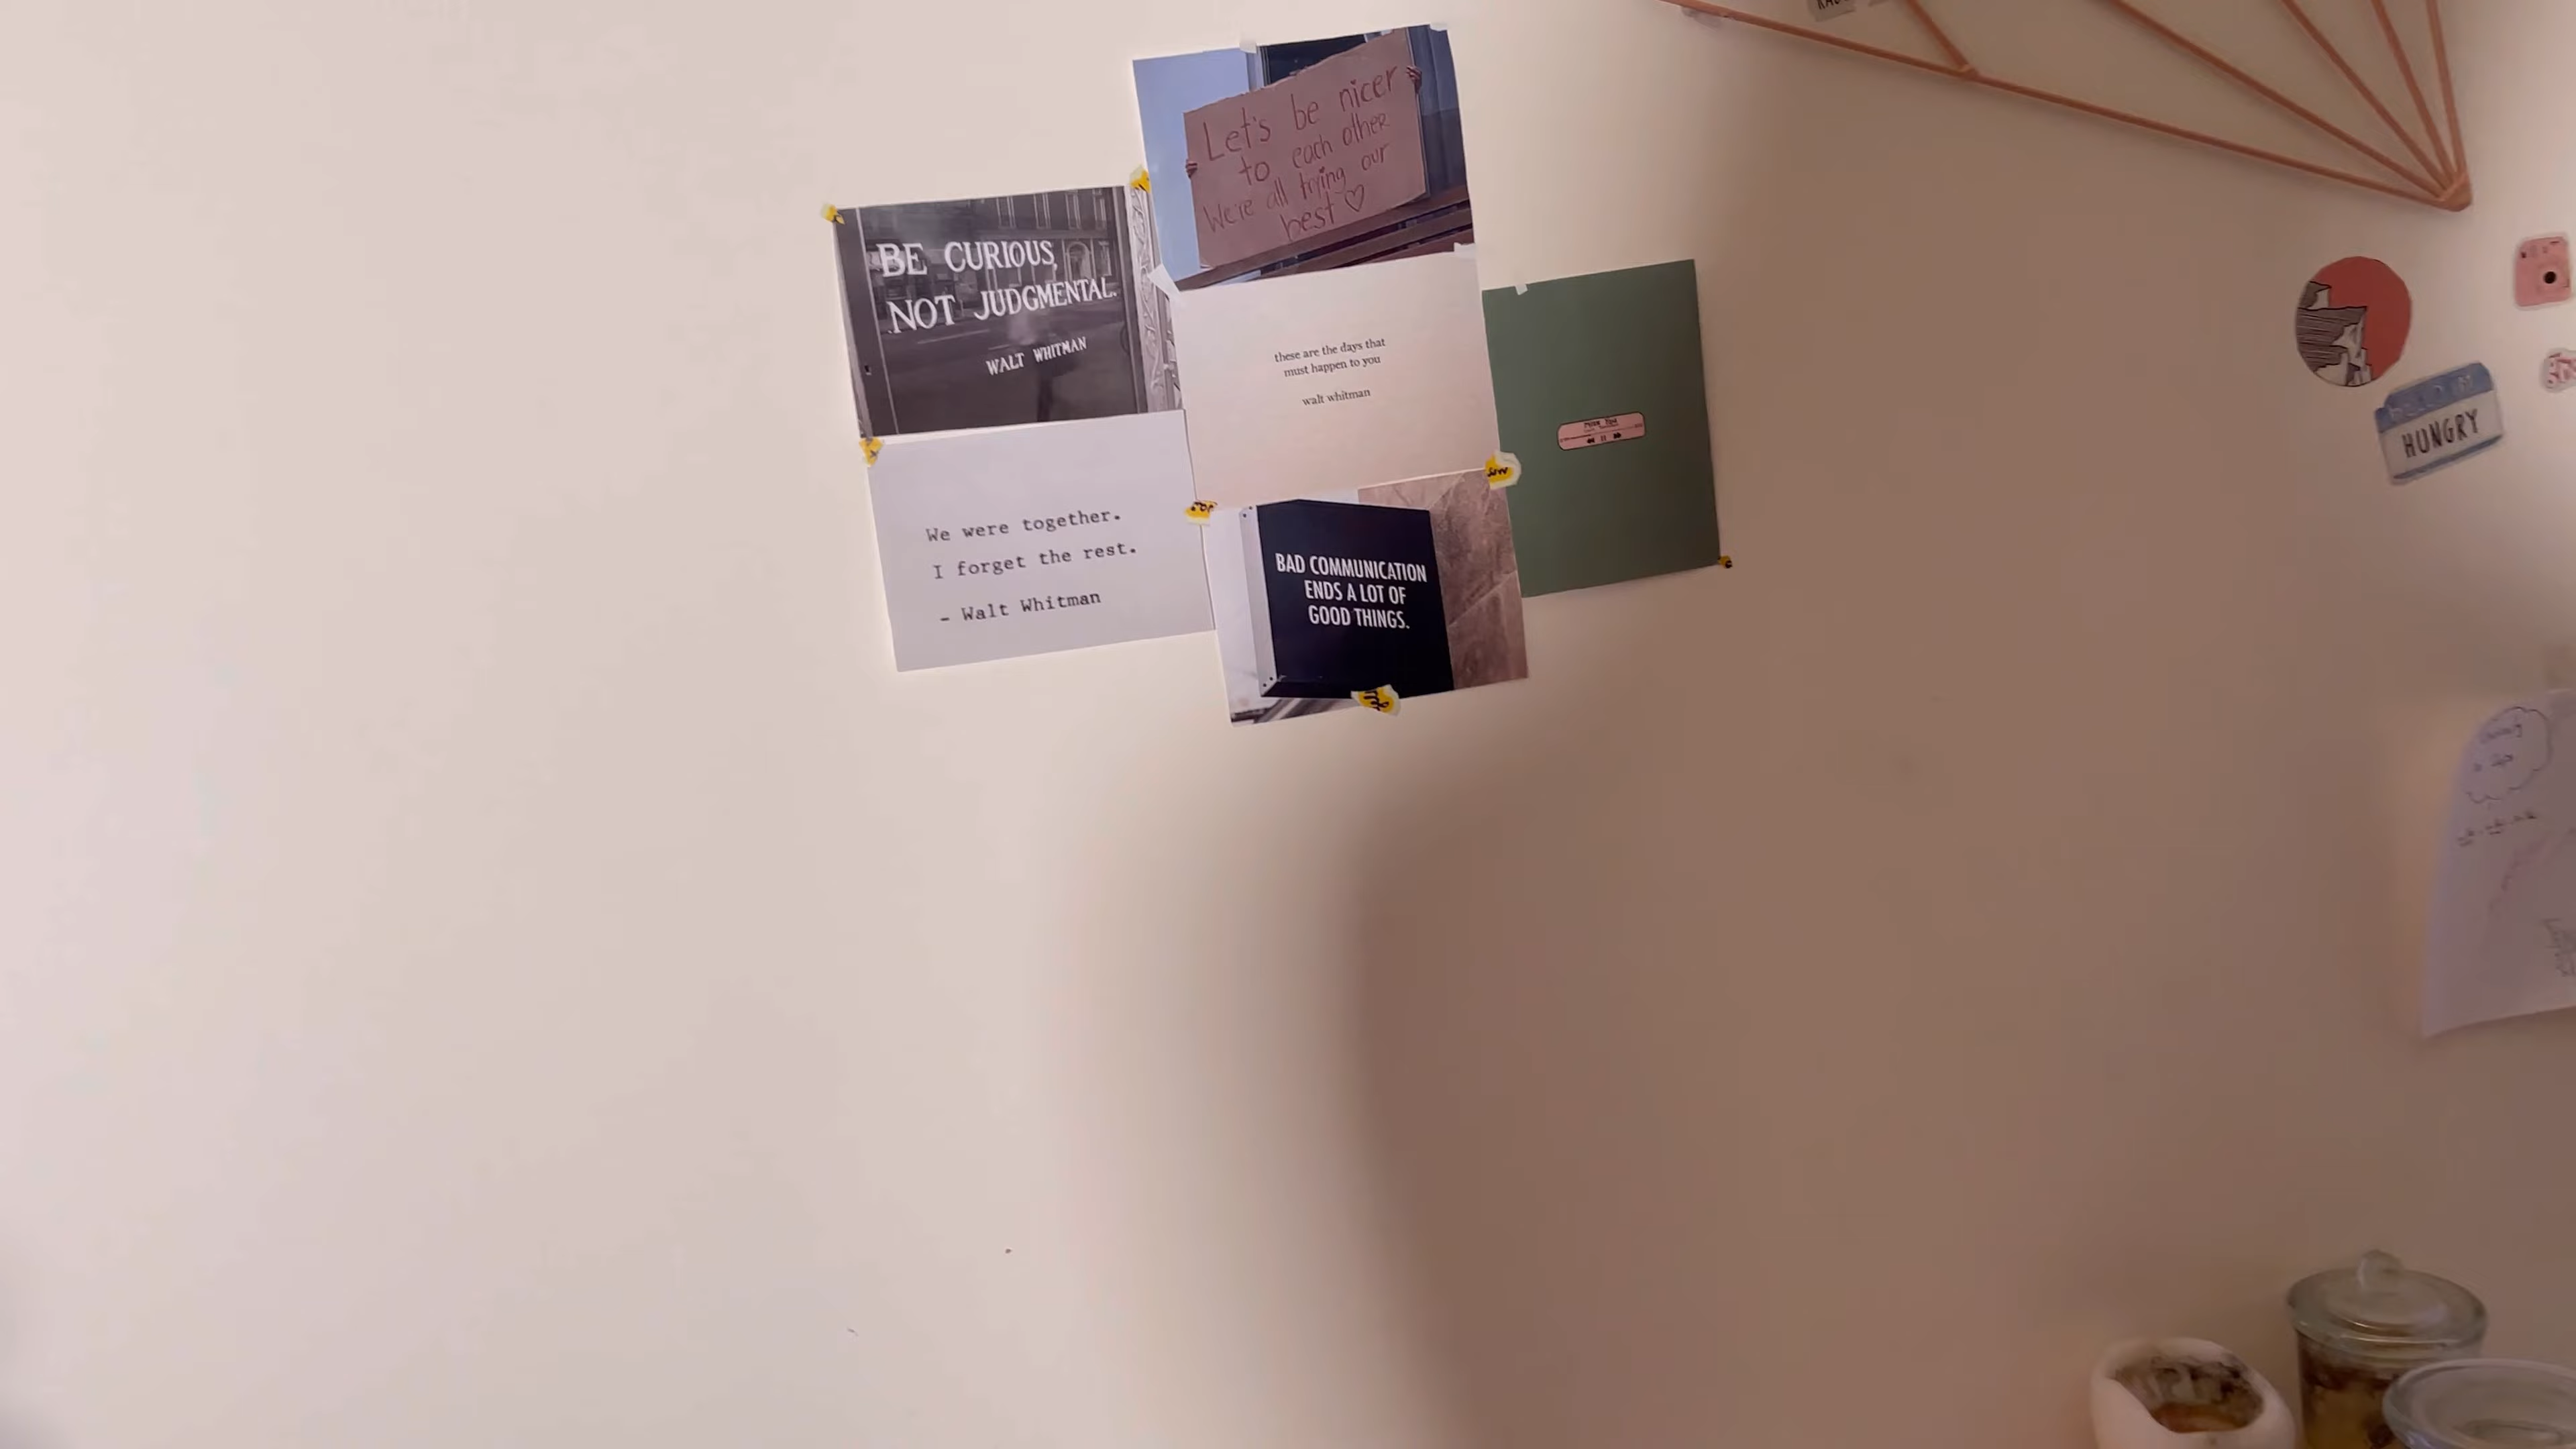 Let's be nicer
to each other
We're all trying our
best ♡
BE CURIOUS,
NOT JUDGMENTAL.
WALT WHITMAN
these are the days that
must happen to you
walt whitman
We were together.
I forget the rest.
- Walt Whitman
BAD COMMUNICATION
ENDS A LOT OF
GOOD THINGS.
HUNGRY